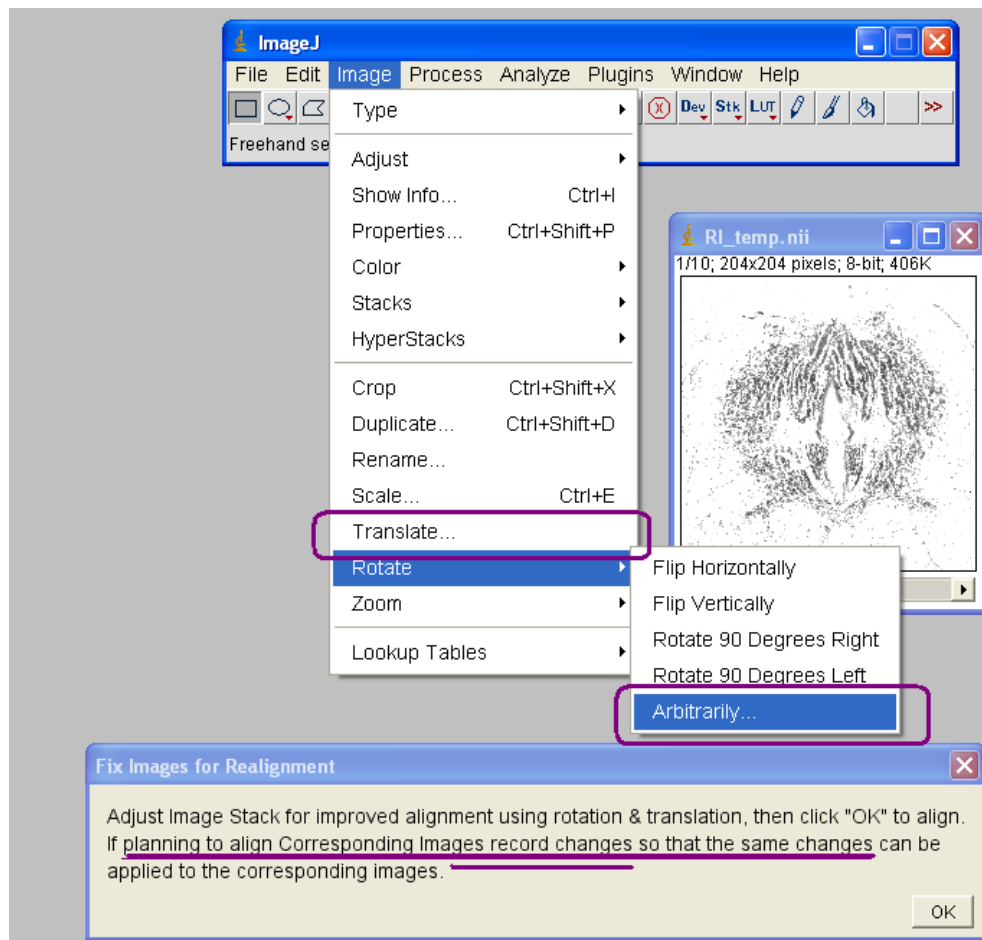 ImageJ
File Edit Image Process Analyze Plugins Window Help
Dev Stk LUT >>
Freehand se
Type
Adjust
Show Info... Ctrl+I
Properties... Ctrl+Shift+P
Color
Stacks
HyperStacks
Crop Ctrl+Shift+X
Duplicate... Ctrl+Shift+D
Rename...
Scale... Ctrl+E
Translate...
Rotate
Zoom
Lookup Tables
RI_temp.nii
1/10; 204x204 pixels; 8-bit; 406K
Flip Horizontally
Flip Vertically
Rotate 90 Degrees Right
Rotate 90 Degrees Left
Arbitrarily...
Fix Images for Realignment
Adjust Image Stack for improved alignment using rotation & translation, then click "OK" to align.
If planning to align Corresponding Images record changes so that the same changes can be
applied to the corresponding images.
OK